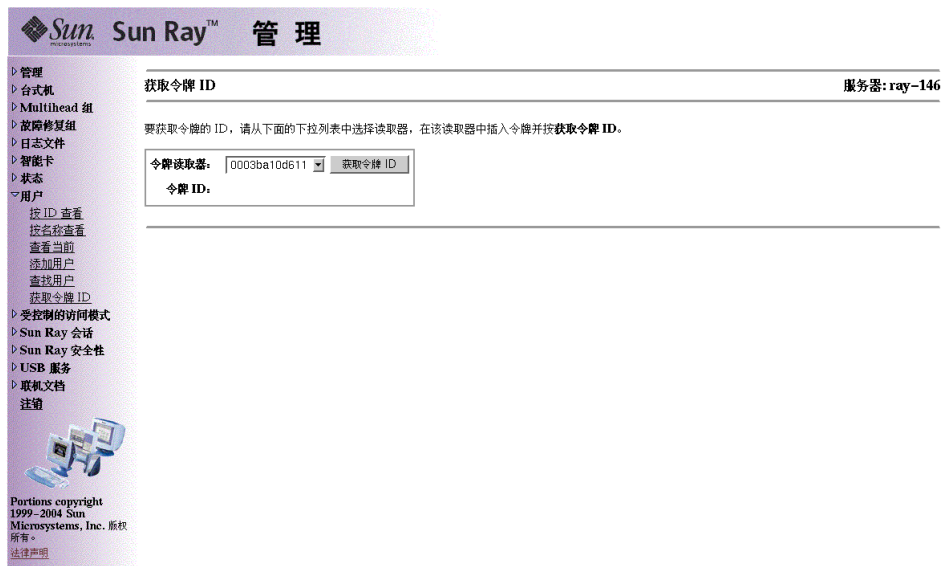 Sun microsystems Sun Ray™ 管 理
管理
台式机
Multihead 组
故障修复组
日志文件
智能卡
状态
用户
按 ID 查看
按名称查看
查看当前
添加用户
查找用户
获取令牌 ID
受控制的访问模式
Sun Ray 会话
Sun Ray 安全性
USB 服务
联机文档
注销
Portions copyright
1999-2004 Sun
Microsystems, Inc. 版权
所有。
法律声明
获取令牌 ID 服务器: ray-146
要获取令牌的 ID，请从下面的下拉列表中选择读取器，在该读取器中插入令牌并按获取令牌 ID。
令牌读取器： 0003ba10d611 获取令牌 ID
令牌 ID：